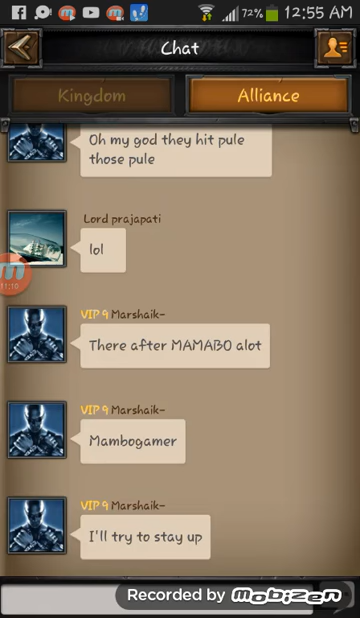 72% 12:55 AM
Chat
Kingdom
Alliance
Oh my god they hit pule
those pule
Lord prajapati
lol
11:10
VIP 9 Marshaik-
There after MAMABO alot
VIP 9 Marshaik-
Mambogamer
VIP 9 Marshaik-
I'll try to stay up
Recorded by Mobizen